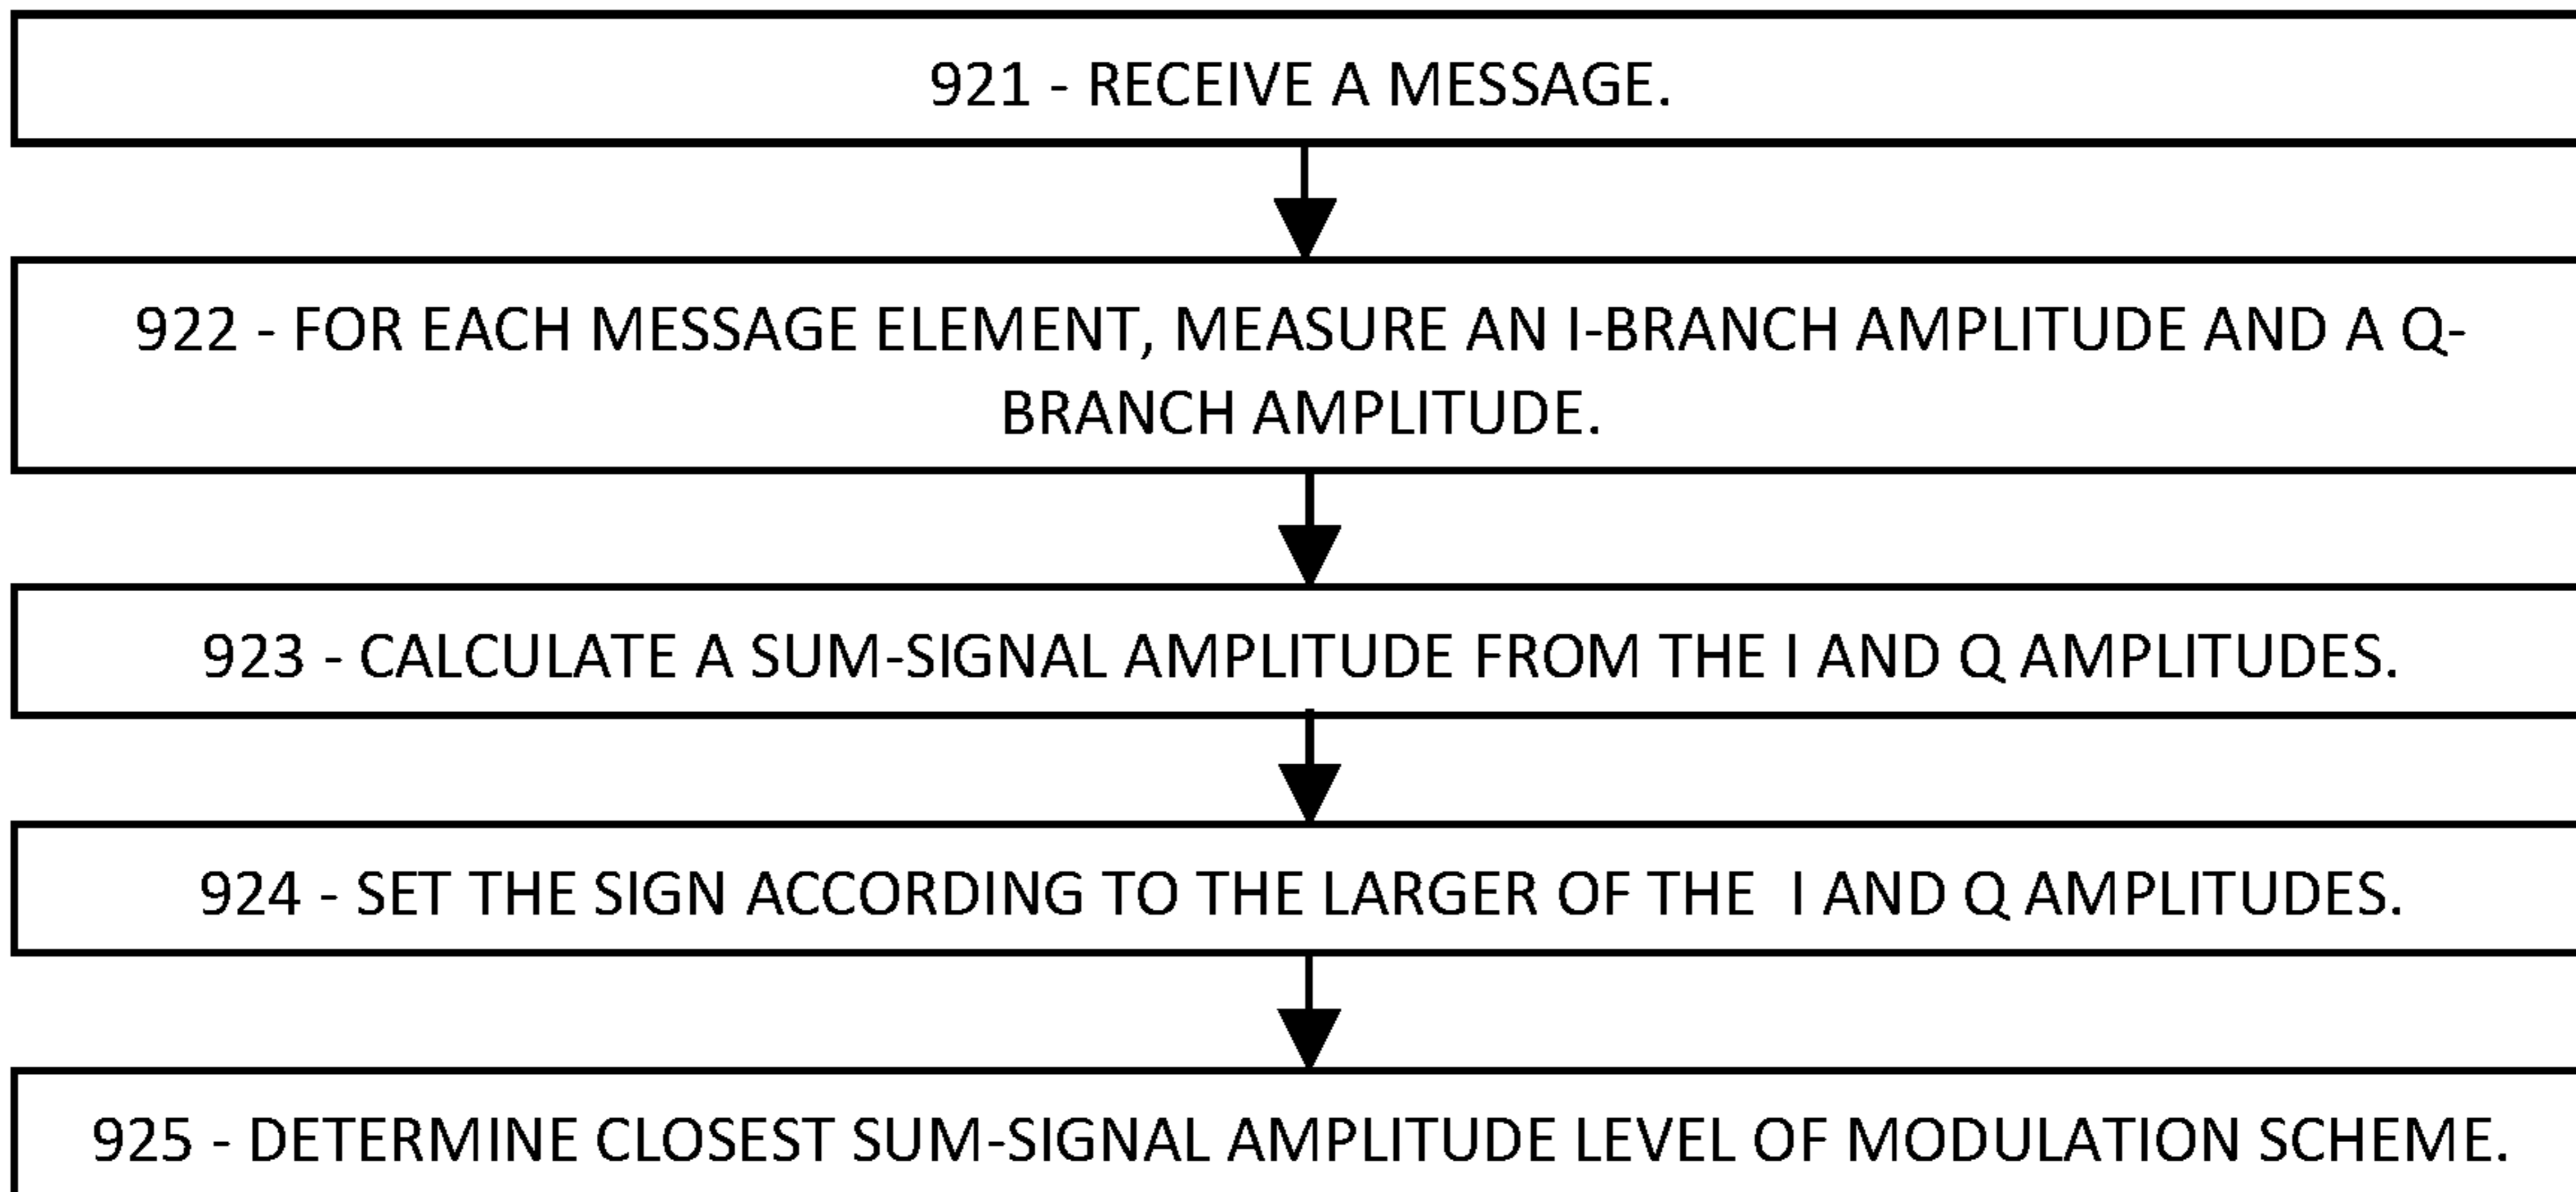 921 - RECEIVE A MESSAGE.
922 - FOR EACH MESSAGE ELEMENT, MEASURE AN I-BRANCH AMPLITUDE AND A Q-
BRANCH AMPLITUDE.
923 - CALCULATE A SUM-SIGNAL AMPLITUDE FROM THE I AND Q AMPLITUDES.
924 - SET THE SIGN ACCORDING TO THE LARGER OF THE  I AND Q AMPLITUDES.
925 - DETERMINE CLOSEST SUM-SIGNAL AMPLITUDE LEVEL OF MODULATION SCHEME.